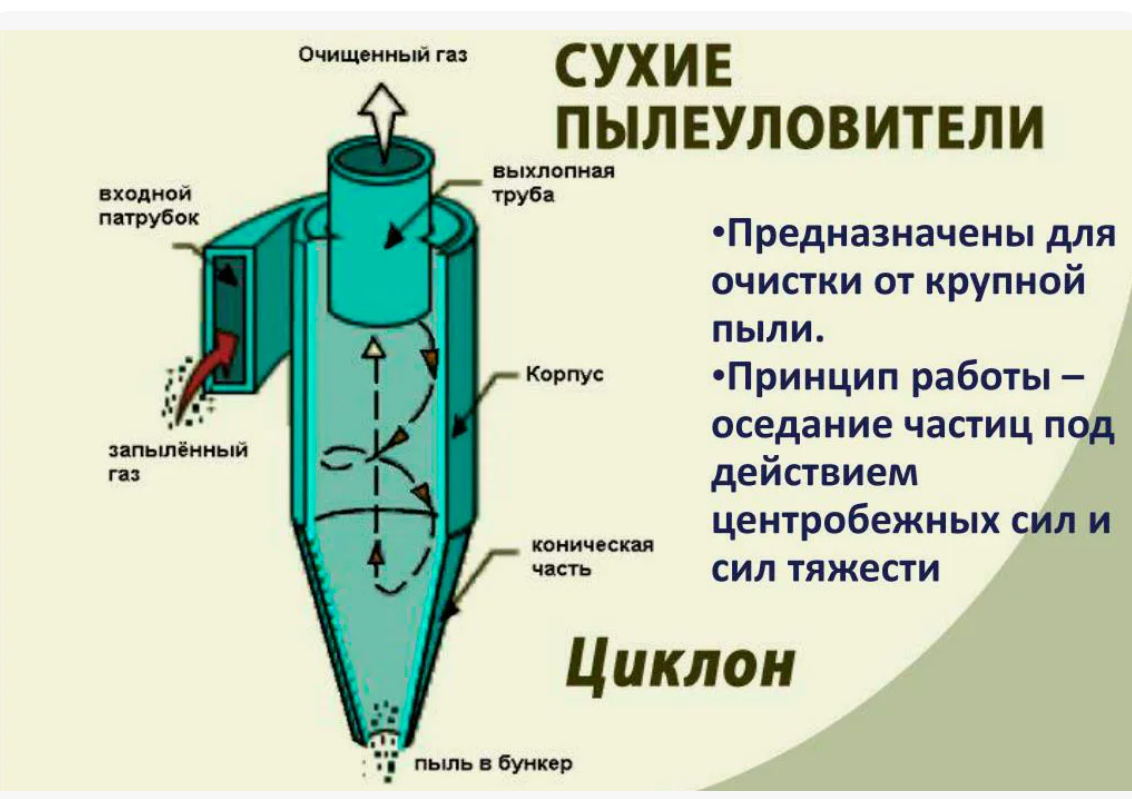 Очищенный газ
СУХИЕ
ПЫЛЕУЛОВИТЕЛИ
выхлопная
труба
входной
патрубок
•Предназначены для
очистки от крупной
пыли.
•Принцип работы –
оседание частиц под
действием
центробежных сил и
сил тяжести
Корпус
запылённый
газ
коническая
часть
Циклон
пыль в бункер